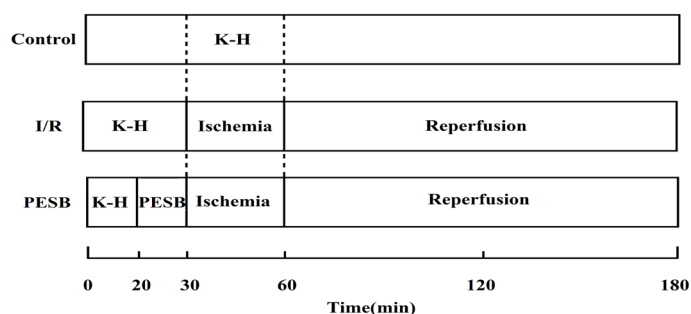 Control K-H
I/R K-H Ischemia Reperfusion
PESB K-H PESB Ischemia Reperfusion
0 20 30 60 120 180
Time(min)